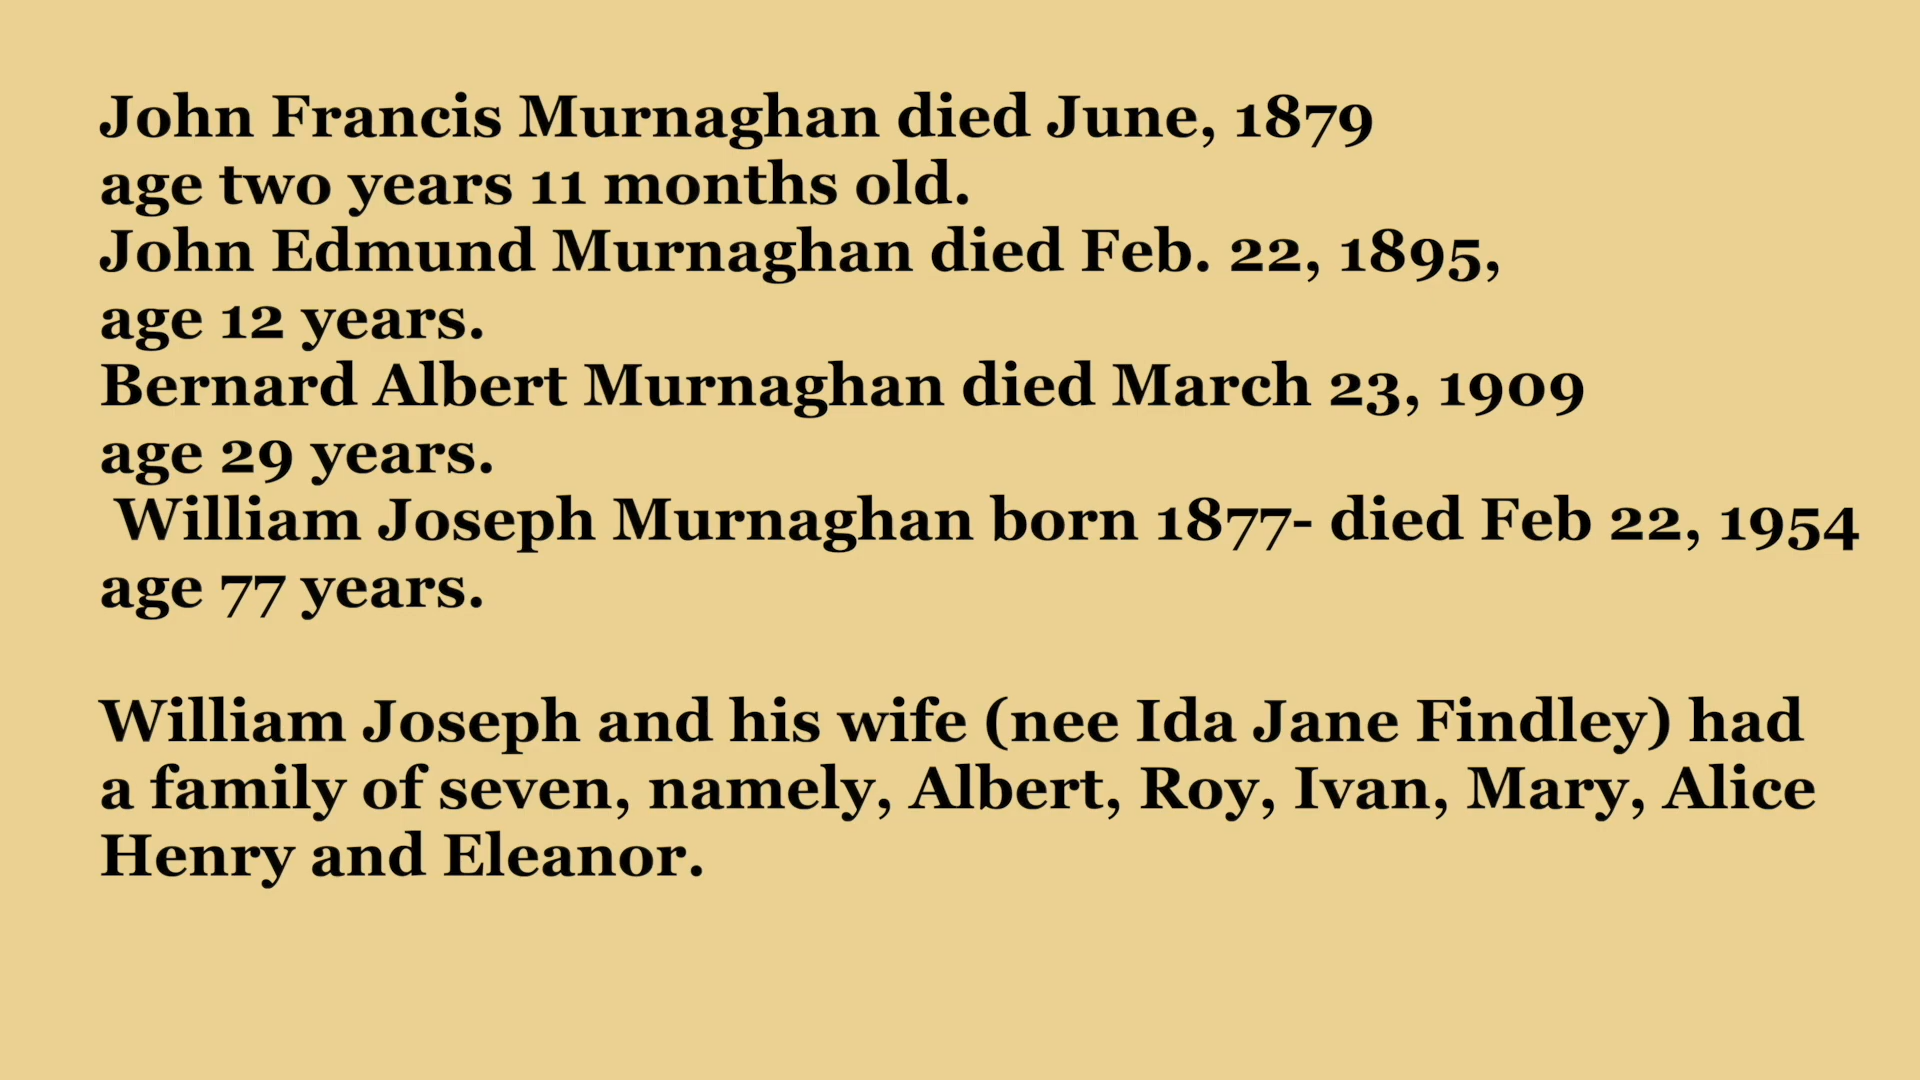 John Francis Murnaghan died June, 1879
age two years 11 months old.
John Edmund Murnaghan died Feb. 22, 1895,
age 12 years.
Bernard Albert Murnaghan died March 23, 1909
age 29 years.
William Joseph Murnaghan born 1877- died Feb 22, 1954
age 77 years.
William Joseph and his wife (nee Ida Jane Findley) had
a family of seven, namely, Albert, Roy, Ivan, Mary, Alice
Henry and Eleanor.